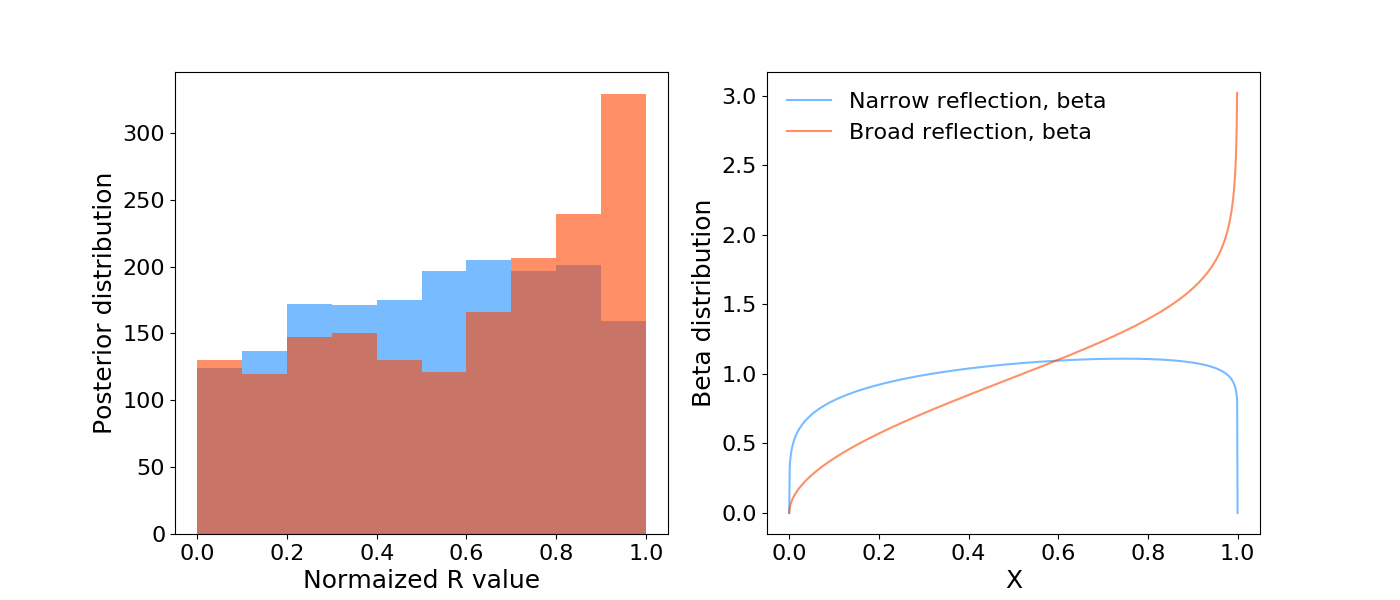 Posterior distribution
300
250
200
150
100
50
0
0.0 0.2 0.4 0.6 0.8 1.0
Normaized R value
Beta distribution
3.0
2.5
2.0
1.5
1.0
0.5
0.0
Narrow reflection, beta
Broad reflection, beta
0.0 0.2 0.4 0.6 0.8 1.0
X